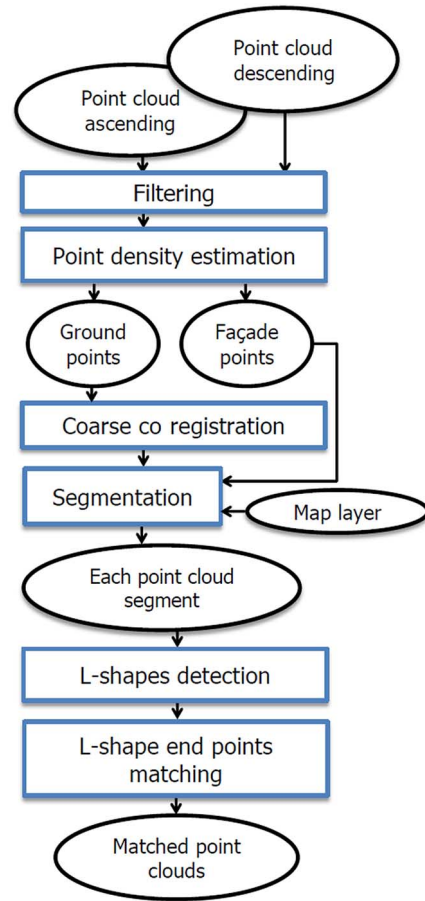 Point cloud
descending
Point cloud
ascending
Filtering
Point density estimation
Ground
points
Façade
points
Coarse co registration
Segmentation
Map layer
Each point cloud
segment
L-shapes detection
L-shape end points
matching
Matched point
clouds